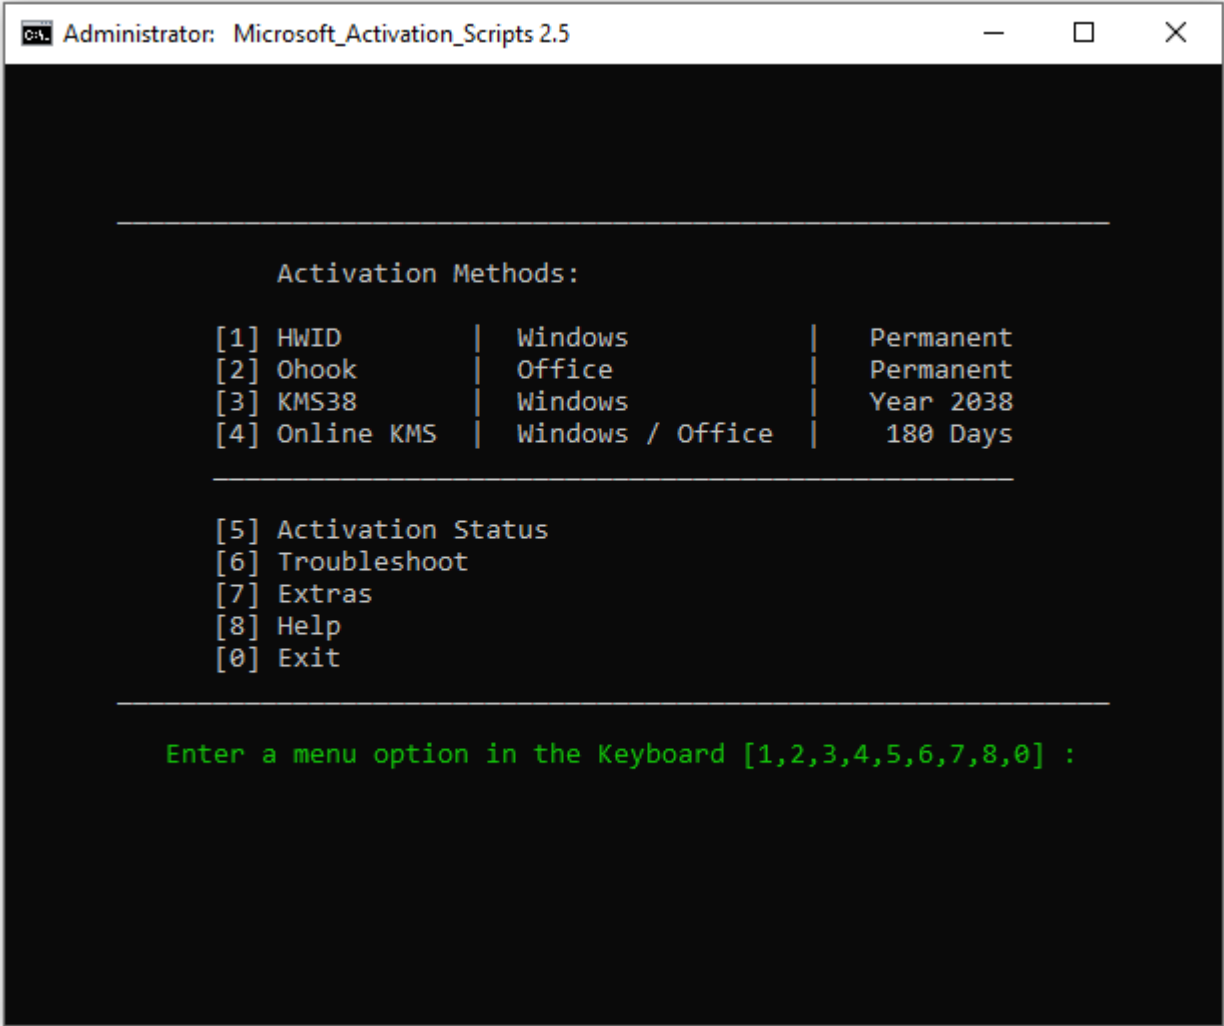 Administrator:  Microsoft_Activation_Scripts 2.5
Activation Methods:
[1] HWID | Windows | Permanent
[2] Ohook | Office | Permanent
[3] KMS38 | Windows | Year 2038
[4] Online KMS | Windows / Office | 180 Days
[5] Activation Status
[6] Troubleshoot
[7] Extras
[8] Help
[0] Exit
Enter a menu option in the Keyboard [1,2,3,4,5,6,7,8,0] :